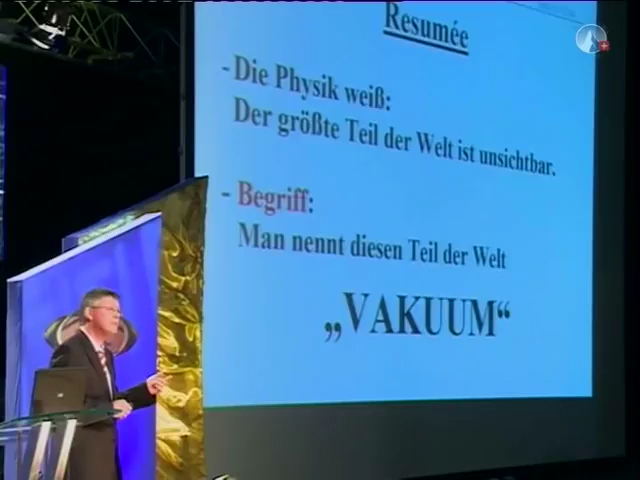 Resumée
- Die Physik weiß:
Der größte Teil der Welt ist unsichtbar.
- Begriff:
Man nennt diesen Teil der Welt
„VAKUUM“